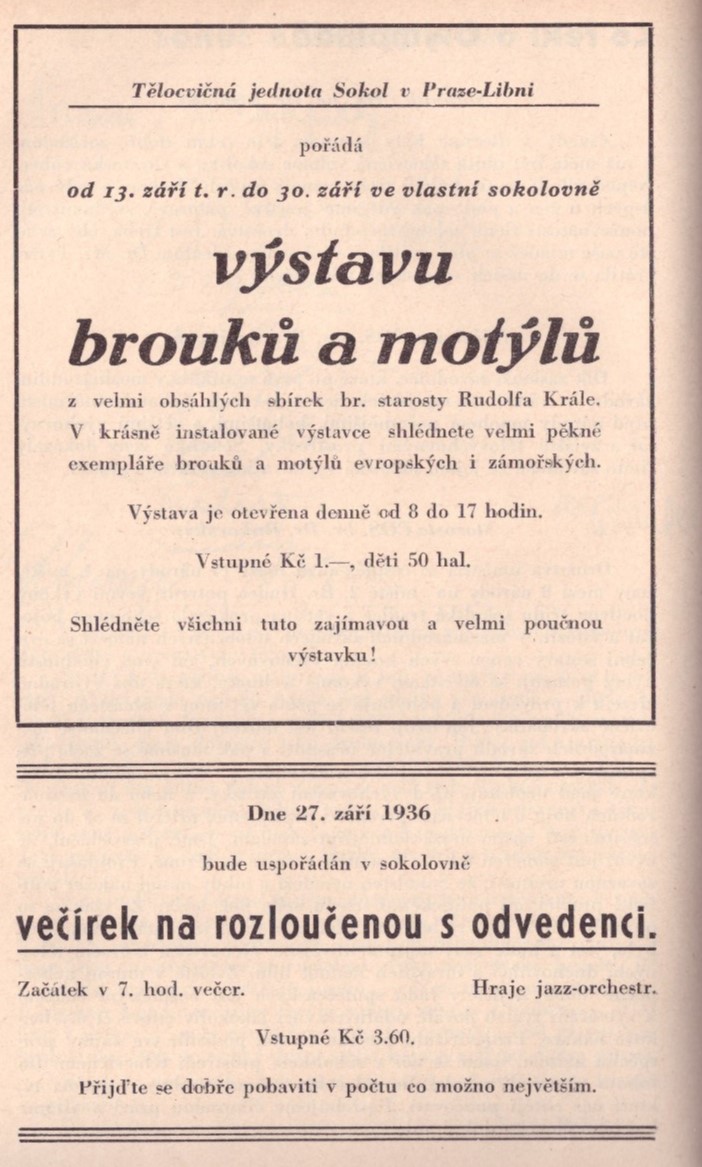 Tělocvičná jednota Sokol v Praze-Libni
pořádá
od 13. září t. r. do 30. září ve vlastní sokolovně
výstavu
brouků a motýlů
z velmi obsáhlých sbírek br. starosty Rudolfa Krále.
V krásně instalované výstavce shlédnete velmi pěkné
exempláře brouků a motýlů evropských i zámořských.
Výstava je otevřena denně od 8 do 17 hodin.
Vstupné Kč 1.—, děti 50 hal.
Shlédněte všichni tuto zajímavou a velmi poučnou
výstavku!
Dne 27. září 1936
bude uspořádán v sokolovně
večírek na rozloučenou s odvedenci.
Začátek v 7. hod. večer. Hraje jazz-orchestr.
Vstupné Kč 3.60.
Přijďte se dobře pobaviti v počtu co možno největším.